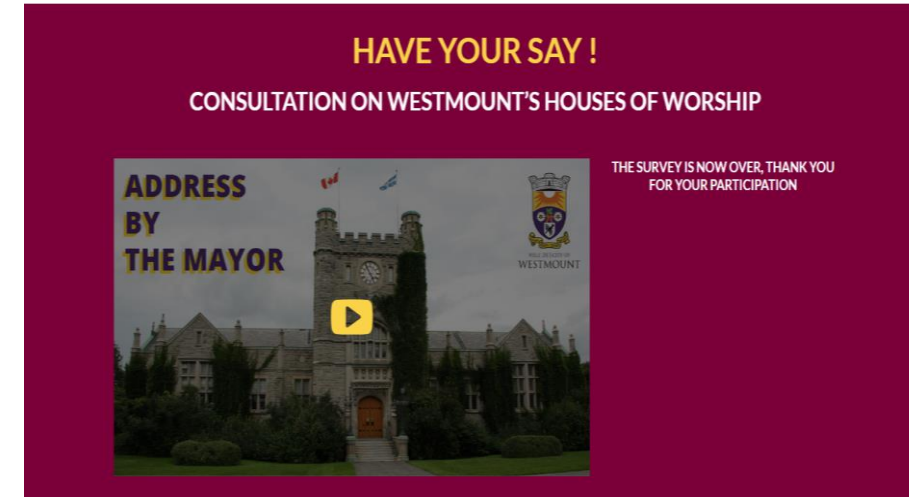 HAVE YOUR SAY !
CONSULTATION ON WESTMOUNT'S HOUSES OF WORSHIP
ADDRESS
BY
THE MAYOR
WESTMOUNT
THE SURVEY IS NOW OVER, THANK YOU
FOR YOUR PARTICIPATION